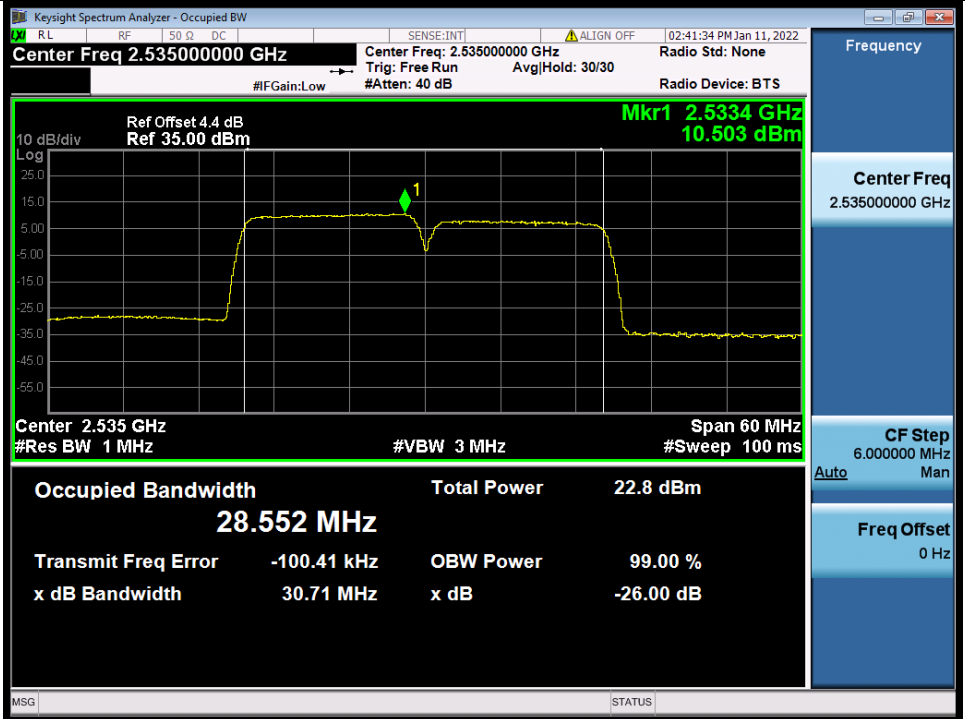 Keysight Spectrum Analyzer - Occupied BW
LXI RL RF 50 Ω DC SENSE:INT ALIGN OFF 02:41:34 PM Jan 11, 2022
Center Freq 2.535000000 GHz
Center Freq: 2.535000000 GHz Radio Std: None
Trig: Free Run Avg|Hold: 30/30
#IFGain:Low #Atten: 40 dB Radio Device: BTS
Frequency
Mkr1 2.5334 GHz
10.503 dBm
Ref Offset 4.4 dB
10 dB/div Ref 35.00 dBm
Log
25.0
15.0
5.00
-5.00
-15.0
-25.0
-35.0
-45.0
-55.0
1
Center 2.535 GHz Span 60 MHz
#Res BW 1 MHz #VBW 3 MHz #Sweep 100 ms
Occupied Bandwidth Total Power 22.8 dBm
28.552 MHz
Transmit Freq Error -100.41 kHz OBW Power 99.00 %
x dB Bandwidth 30.71 MHz x dB -26.00 dB
Center Freq
2.535000000 GHz
CF Step
6.000000 MHz
Auto Man
Freq Offset
0 Hz
MSG STATUS